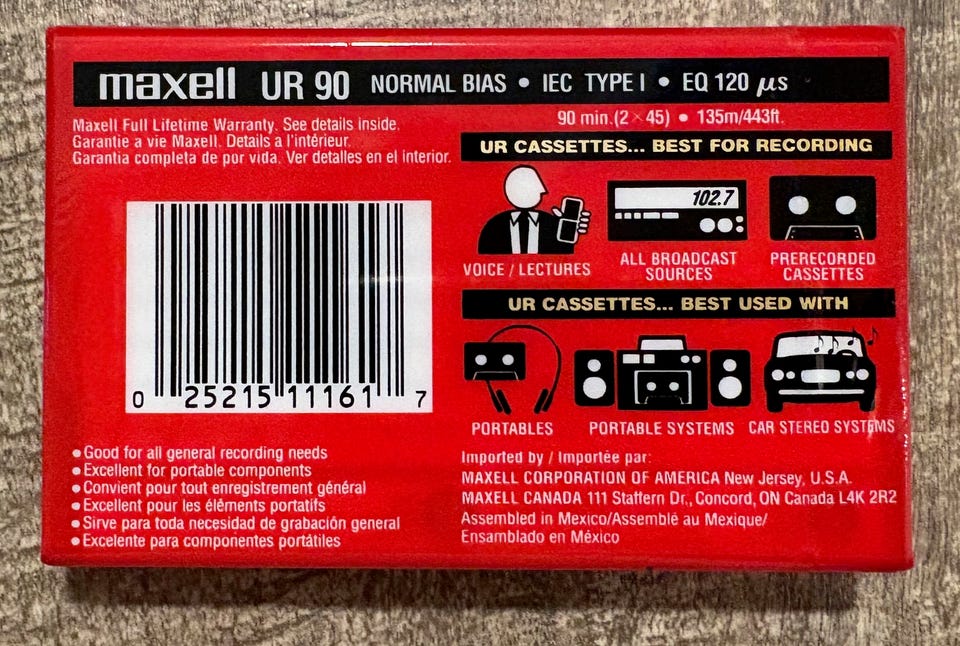 maxell UR 90 NORMAL BIAS • IEC TYPE I • EQ 120 µs
90 min.(2×45) • 135m/443ft.
Maxell Full Lifetime Warranty. See details inside.
Garantie a vie Maxell. Details a l'intérieur.
Garantia completa de por vida. Ver detalles en el interior.
UR CASSETTES... BEST FOR RECORDING
102.7
VOICE / LECTURES
ALL BROADCAST
SOURCES
PRERECORDED
CASSETTES
UR CASSETTES... BEST USED WITH
PORTABLES
PORTABLE SYSTEMS
CAR STEREO SYSTEMS
0 25215 11161 7
•Good for all general recording needs
•Excellent for portable components
•Convient pour tout enregistrement général
•Excellent pour les éléments portatifs
•Sirve para toda necesidad de grabación general
•Excelente para componentes portátiles
Imported by / Importée par:
MAXELL CORPORATION OF AMERICA New Jersey, U.S.A.
MAXELL CANADA 111 Staffern Dr., Concord, ON Canada L4K 2R2
Assembled in Mexico/Assemblé au Mexique/
Ensamblado en México